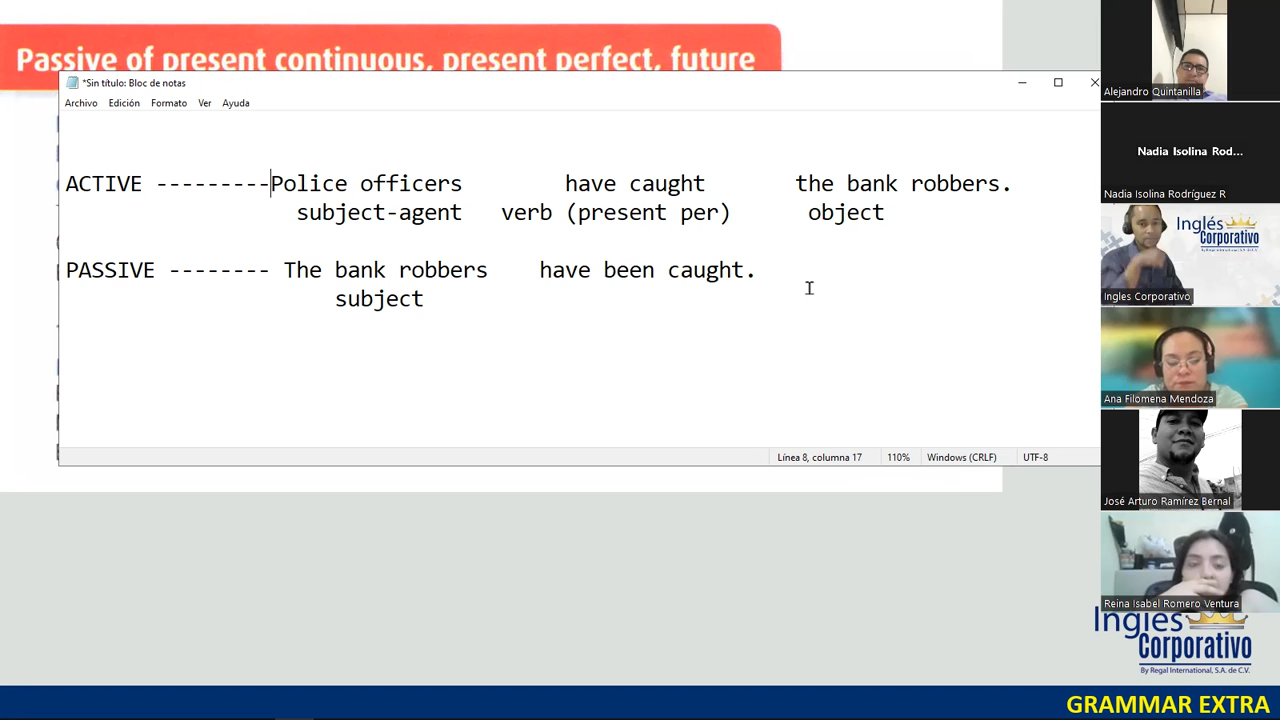 Passive of present continuous, present perfect, future
*Sin título: Bloc de notas
Archivo Edición Formato Ver Ayuda
ACTIVE ---------Police officers have caught the bank robbers.
subject-agent verb (present per) object
PASSIVE -------- The bank robbers have been caught.
subject
Línea 8, columna 17 110% Windows (CRLF) UTF-8
Alejandro Quintanilla
Nadia Isolina Rod...
Nadia Isolina Rodríguez R
Inglés
Corporativo
By Regal International, S.A. de C.V.
Ingles Corporativo
Ana Filomena Mendoza
José Arturo Ramírez Bernal
Reina Isabel Romero Ventura
Inglés
Corporativo
By Regal International, S.A. de C.V.
GRAMMAR EXTRA